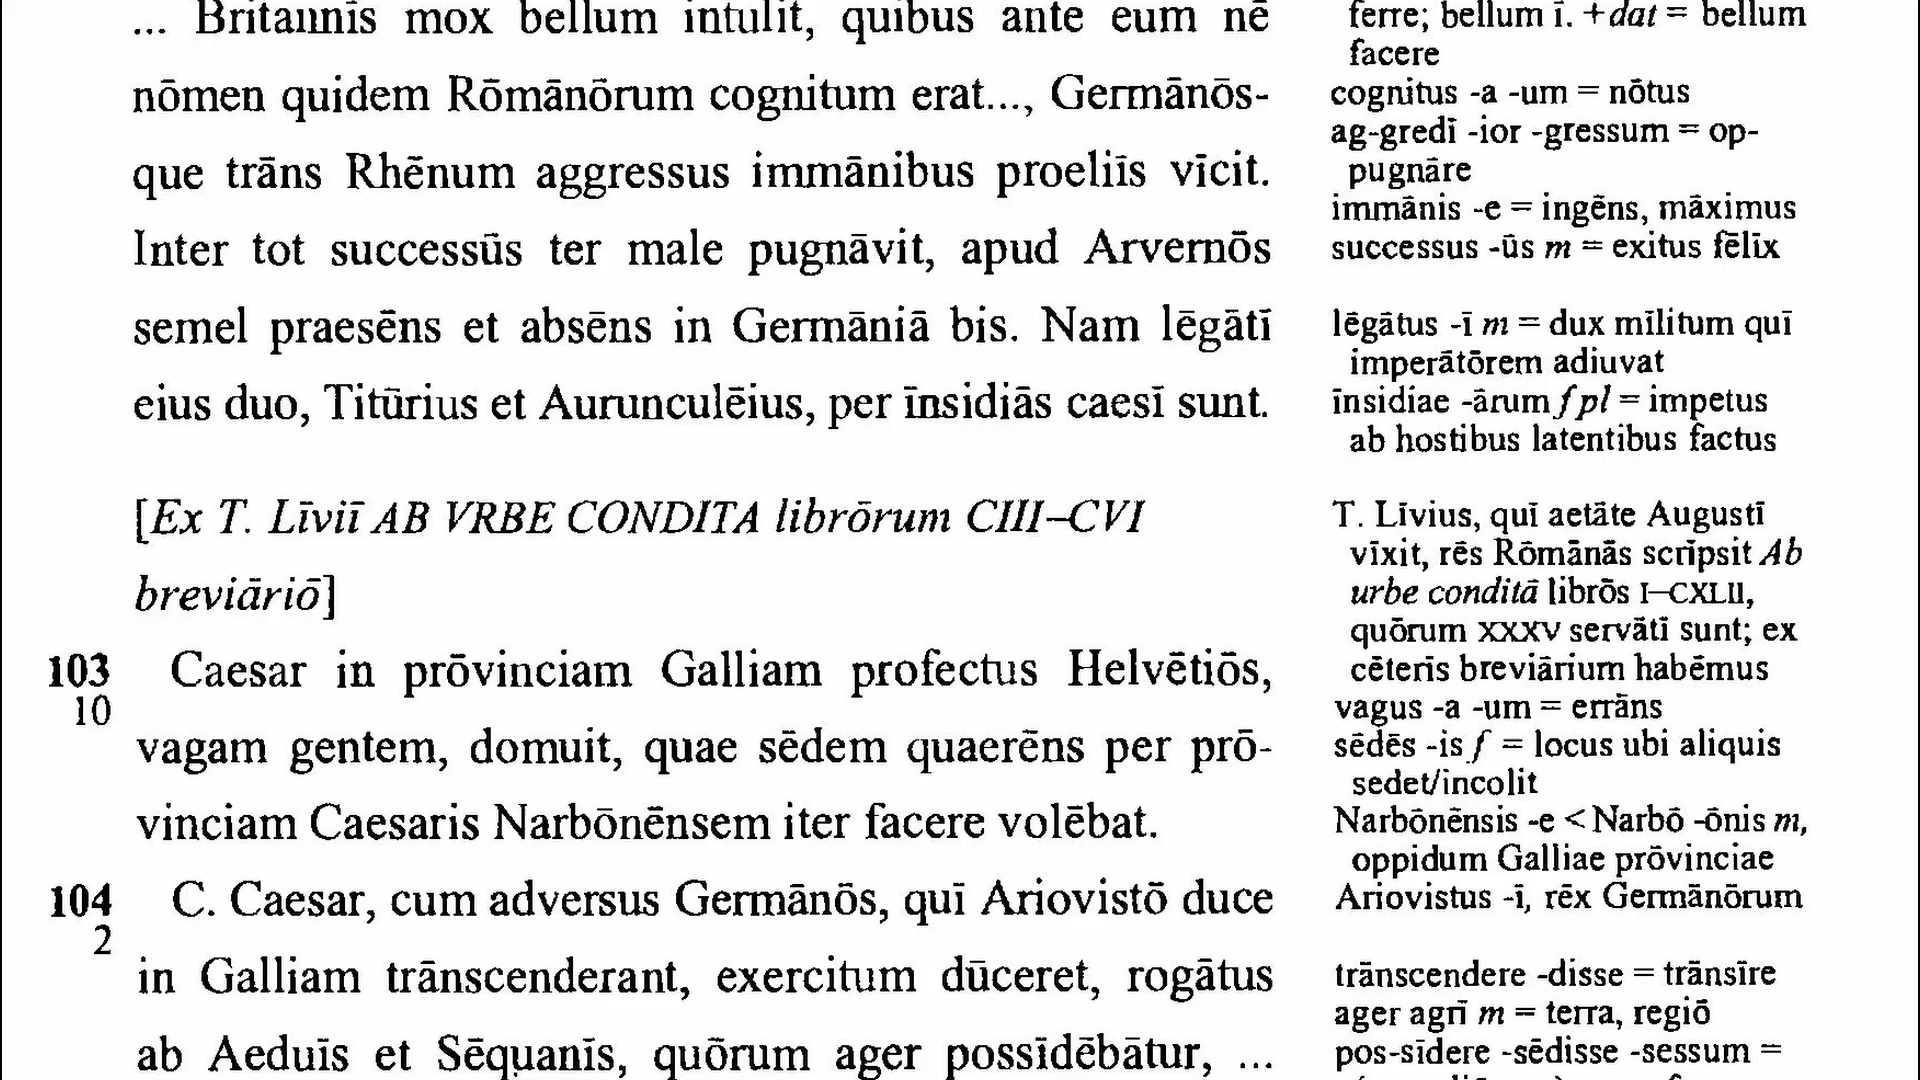 ... Britannīs mox bellum intulit, quibus ante eum nē
nōmen quidem Rōmānōrum cognitum erat..., Germānōs-
que trāns Rhēnum aggressus immānibus proeliīs vīcit.
Inter tot successūs ter male pugnāvit, apud Arvernōs
semel praesēns et absēns in Germāniā bis. Nam lēgātī
eius duo, Titūrius et Aurunculēius, per īnsidiās caesī sunt.
[Ex T. Līviī AB VRBE CONDITA librōrum CIII–CVI
breviāriō]
103 Caesar in prōvinciam Galliam profectus Helvētiōs,
10
vagam gentem, domuit, quae sēdem quaerēns per prō-
vinciam Caesaris Narbōnēnsem iter facere volēbat.
104 C. Caesar, cum adversus Germānōs, quī Ariovistō duce
2
in Galliam trānscenderant, exercitum dūceret, rogātus
ab Aeduīs et Sēquanīs, quōrum ager possidēbātur, ...
ferre; bellum ī. +dat = bellum
facere
cognitus -a -um = nōtus
ag-gredī -ior -gressum = op-
pugnāre
immānis -e = ingēns, māximus
successus -ūs m = exitus fēlīx
lēgātus -ī m = dux mīlitum quī
imperātōrem adiuvat
īnsidiae -ārum f pl = impetus
ab hostibus latentibus factus
T. Līvius, quī aetāte Augustī
vīxit, rēs Rōmānās scrīpsit Ab
urbe conditā librōs I–CXLII,
quōrum XXXV servātī sunt; ex
cēterīs breviārium habēmus
vagus -a -um = errāns
sēdēs -is f = locus ubi aliquis
sedet/incolit
Narbōnēnsis -e < Narbō -ōnis m,
oppidum Galliae prōvinciae
Ariovistus -ī, rēx Germānōrum
trānscendere -disse = trānsīre
ager agrī m = terra, regiō
pos-sīdere -sēdisse -sessum =